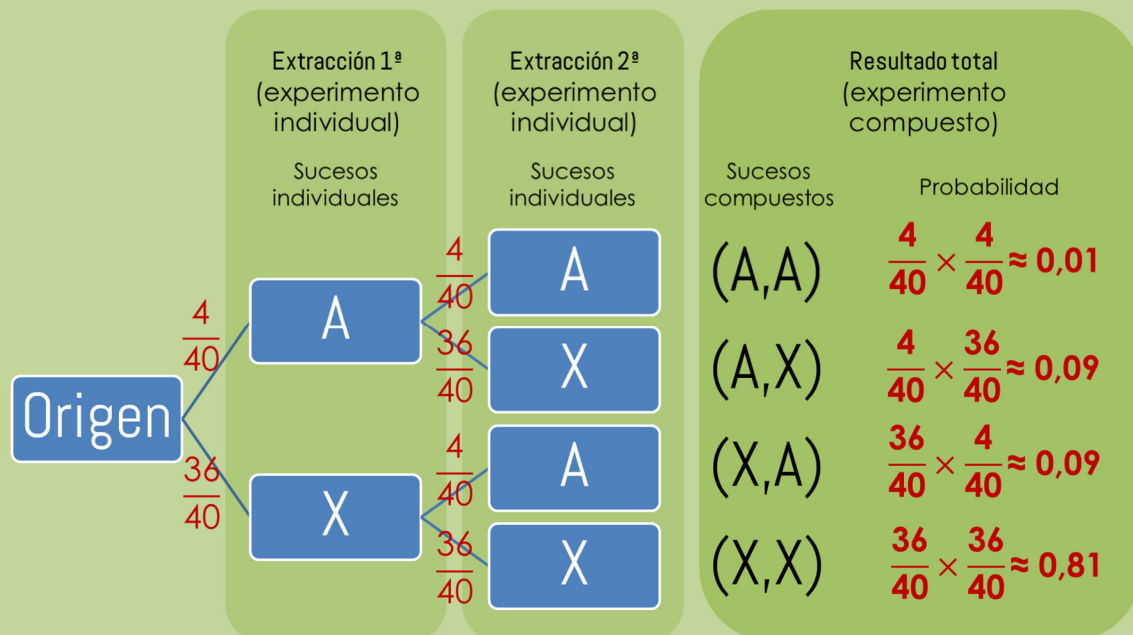 Extracción 1ª
(experimento
individual)
Sucesos
individuales
Extracción 2ª
(experimento
individual)
Sucesos
individuales
Resultado total
(experimento
compuesto)
Sucesos
compuestos
Probabilidad
Origen
4/40
A
4/40
A
(A,A)
4/40 × 4/40 ≈ 0,01
36/40
X
(A,X)
4/40 × 36/40 ≈ 0,09
36/40
X
4/40
A
(X,A)
36/40 × 4/40 ≈ 0,09
36/40
X
(X,X)
36/40 × 36/40 ≈ 0,81